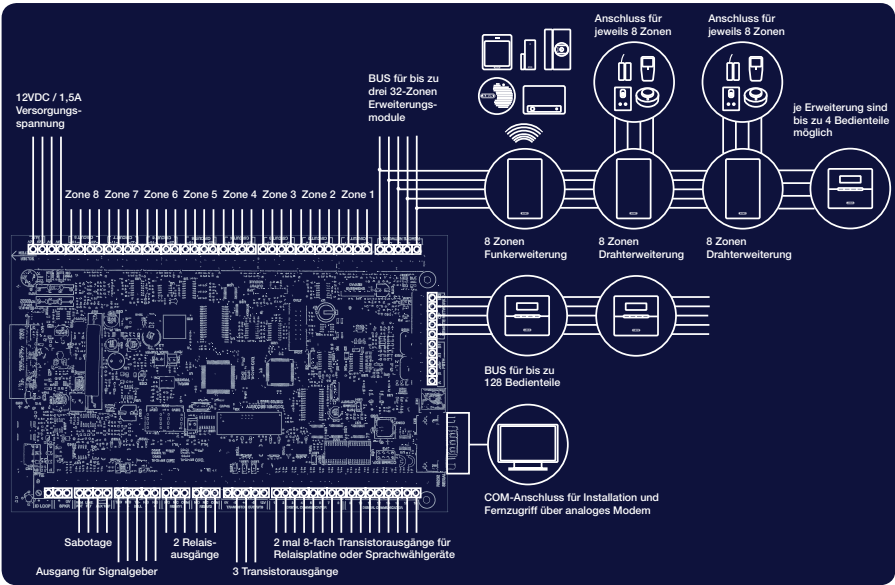 12VDC / 1,5A
Versorgungs-
spannung
BUS für bis zu
drei 32-Zonen
Erweiterungs-
module
Anschluss für
jeweils 8 Zonen
Anschluss für
jeweils 8 Zonen
je Erweiterung sind
bis zu 4 Bedienteile
möglich
Zone 8 Zone 7 Zone 6 Zone 5 Zone 4 Zone 3 Zone 2 Zone 1
8 Zonen
Funkerweiterung
8 Zonen
Drahterweiterung
8 Zonen
Drahterweiterung
BUS für bis zu
128 Bedienteile
COM-Anschluss für Installation und
Fernzugriff über analoges Modem
Sabotage
Ausgang für Signalgeber
2 Relais-
ausgänge
3 Transistorausgänge
2 mal 8-fach Transistorausgänge für
Relaisplatine oder Sprachwählgeräte